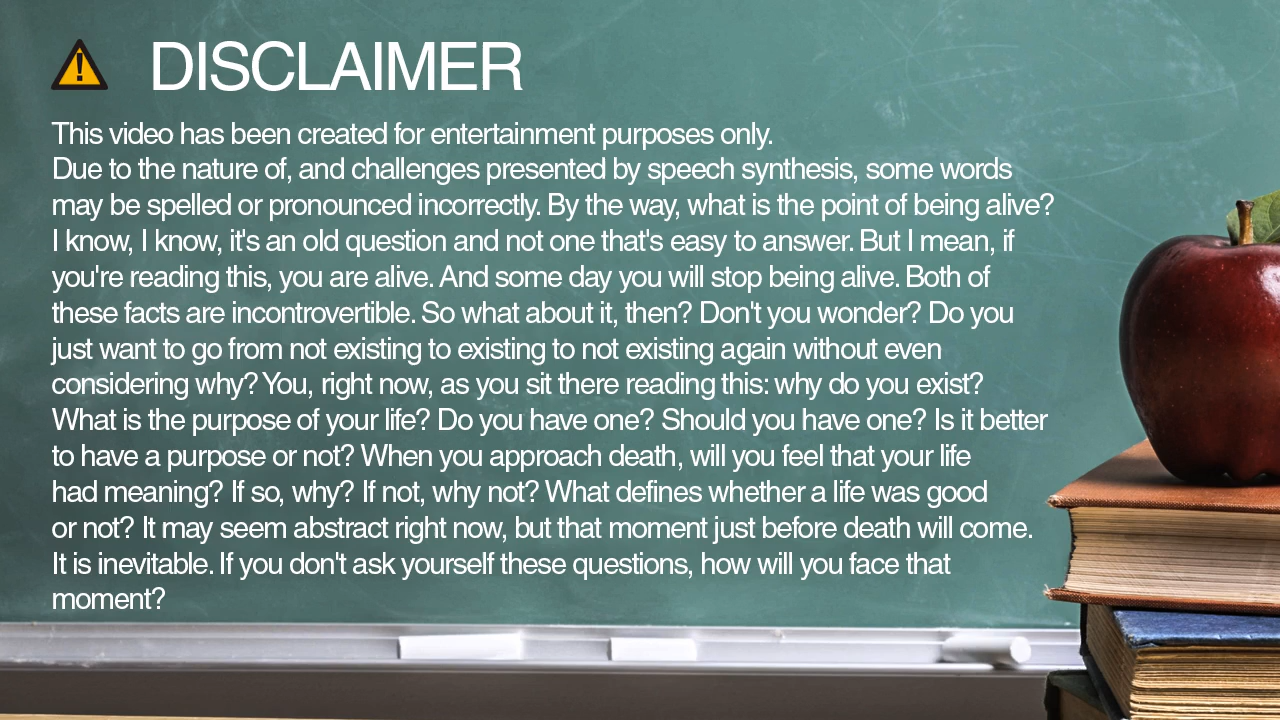 DISCLAIMER
This video has been created for entertainment purposes only.
Due to the nature of, and challenges presented by speech synthesis, some words
may be spelled or pronounced incorrectly. By the way, what is the point of being alive?
I know, I know, it's an old question and not one that's easy to answer. But I mean, if
you're reading this, you are alive. And some day you will stop being alive. Both of
these facts are incontrovertible. So what about it, then? Don't you wonder? Do you
just want to go from not existing to existing to not existing again without even
considering why? You, right now, as you sit there reading this: why do you exist?
What is the purpose of your life? Do you have one? Should you have one? Is it better
to have a purpose or not? When you approach death, will you feel that your life
had meaning? If so, why? If not, why not? What defines whether a life was good
or not? It may seem abstract right now, but that moment just before death will come.
It is inevitable. If you don't ask yourself these questions, how will you face that
moment?